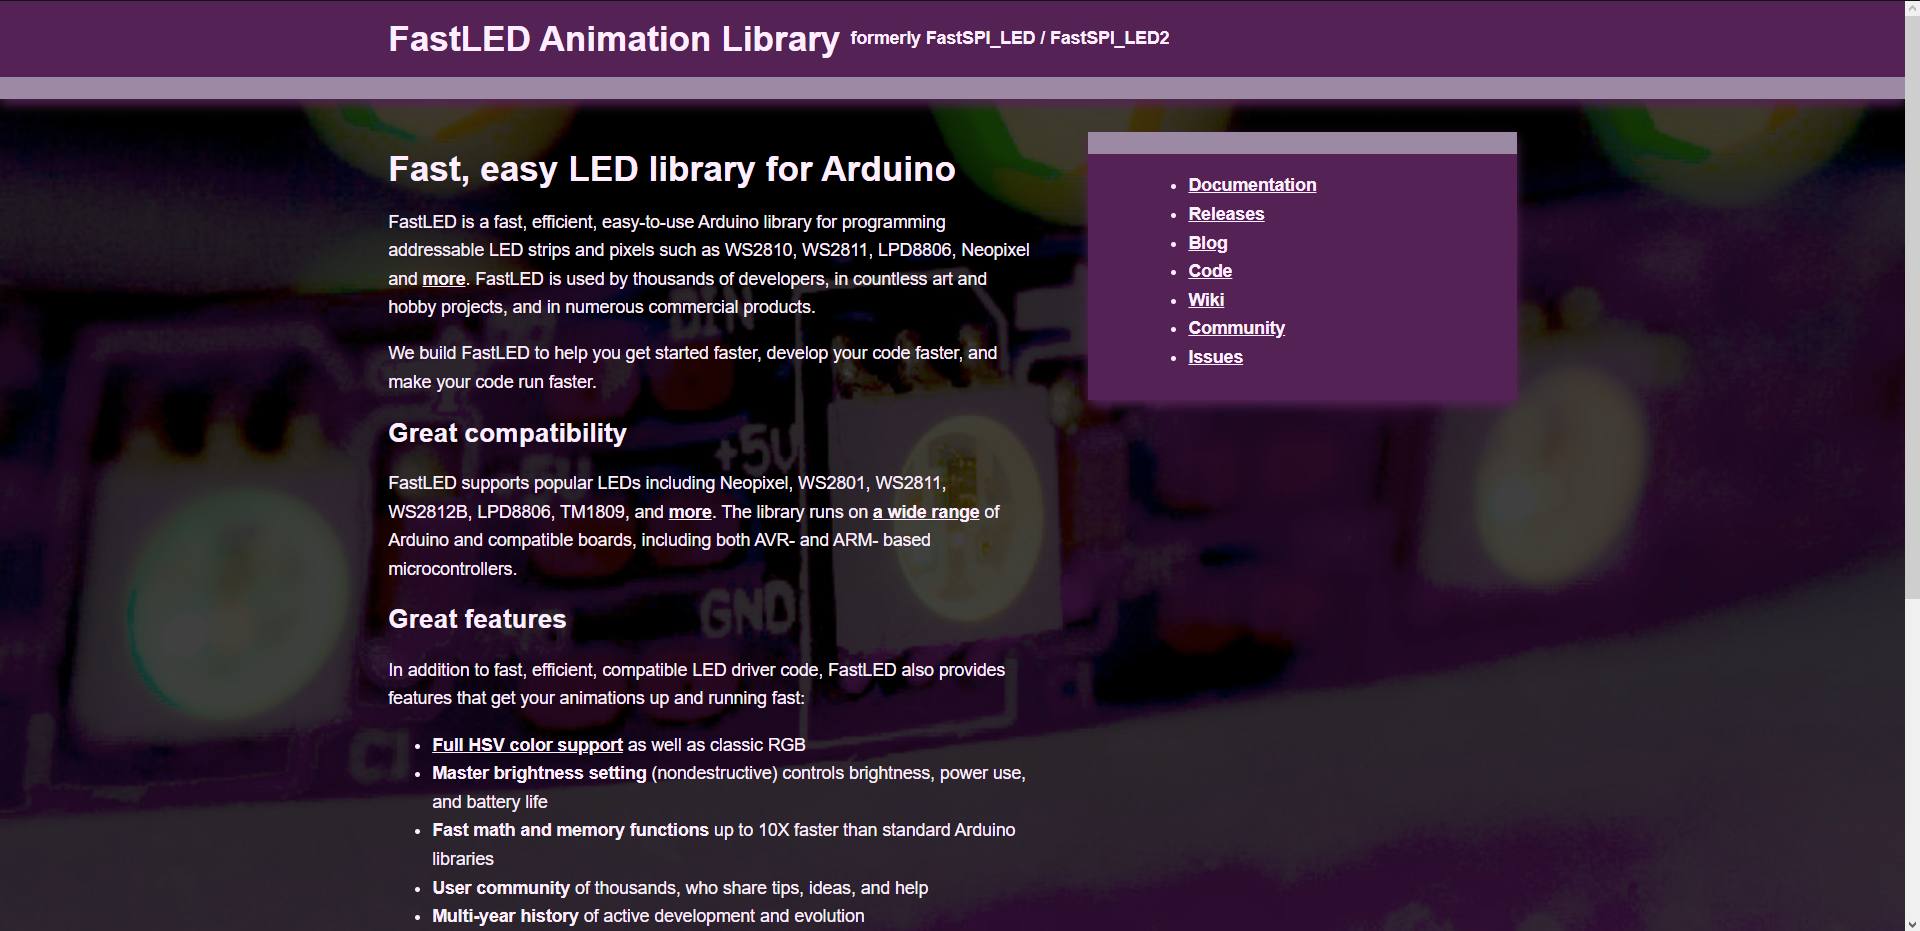 FastLED Animation Library formerly FastSPI_LED / FastSPI_LED2
Fast, easy LED library for Arduino
FastLED is a fast, efficient, easy-to-use Arduino library for programming
addressable LED strips and pixels such as WS2810, WS2811, LPD8806, Neopixel
and more. FastLED is used by thousands of developers, in countless art and
hobby projects, and in numerous commercial products.
We build FastLED to help you get started faster, develop your code faster, and
make your code run faster.
Great compatibility
FastLED supports popular LEDs including Neopixel, WS2801, WS2811,
WS2812B, LPD8806, TM1809, and more. The library runs on a wide range of
Arduino and compatible boards, including both AVR- and ARM- based
microcontrollers.
Great features
In addition to fast, efficient, compatible LED driver code, FastLED also provides
features that get your animations up and running fast:
• Full HSV color support as well as classic RGB
• Master brightness setting (nondestructive) controls brightness, power use,
and battery life
• Fast math and memory functions up to 10X faster than standard Arduino
libraries
• User community of thousands, who share tips, ideas, and help
• Multi-year history of active development and evolution
• Documentation
• Releases
• Blog
• Code
• Wiki
• Community
• Issues
DIN
+5V
GND
C1